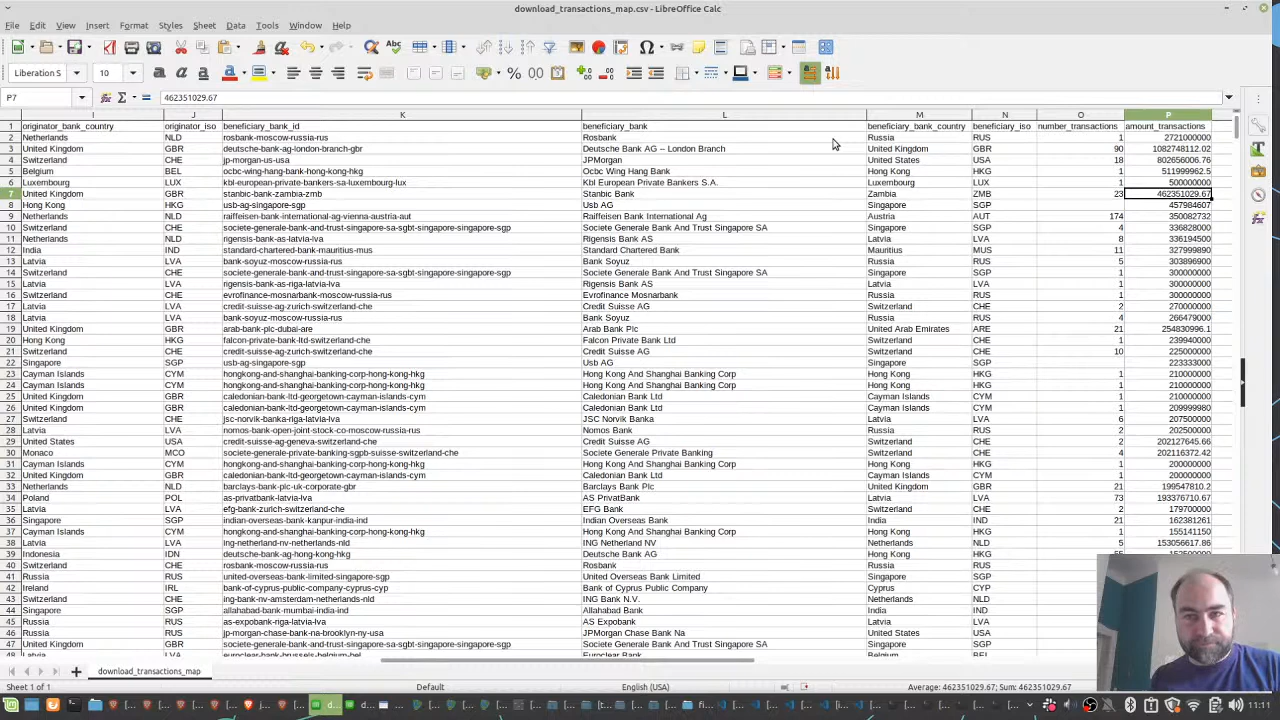 download_transactions_map.csv - LibreOffice Calc
File Edit View Insert Format Styles Sheet Data Tools Window Help
Liberation S 10
P7 462351029.67
I J K L M N O P
1 originator_bank_country originator_iso beneficiary_bank_id beneficiary_bank beneficiary_bank_country beneficiary_iso number_transactions amount_transactions
2 Netherlands NLD rosbank-moscow-russia-rus Rosbank Russia RUS 1 2721000000
3 United Kingdom GBR deutsche-bank-ag-london-branch-gbr Deutsche Bank AG -- London Branch United Kingdom GBR 90 1082748112.02
4 Switzerland CHE jp-morgan-us-usa JPMorgan United States USA 18 802656006.76
5 Belgium BEL ocbc-wing-hang-bank-hong-kong-hkg Ocbc Wing Hang Bank Hong Kong HKG 1 511999962.5
6 Luxembourg LUX kbl-european-private-bankers-sa-luxembourg-lux Kbl European Private Bankers S.A. Luxembourg LUX 1 500000000
7 United Kingdom GBR stanbic-bank-zambia-zmb Stanbic Bank Zambia ZMB 23 462351029.67
8 Hong Kong HKG usb-ag-singapore-sgp Usb AG Singapore SGP 457984607
9 Netherlands NLD raiffeisen-bank-international-ag-vienna-austria-aut Raiffeisen Bank International Ag Austria AUT 174 350082732
10 Switzerland CHE societe-generale-bank-and-trust-singapore-sa-sgbt-singapore-singapore-sgp Societe Generale Bank And Trust Singapore SA Singapore SGP 4 336828000
11 Netherlands NLD rigensis-bank-as-latvia-lva Rigensis Bank AS Latvia LVA 8 336194500
12 India IND standard-chartered-bank-mauritius-mus Standard Chartered Bank Mauritius MUS 11 327999890
13 Latvia LVA bank-soyuz-moscow-russia-rus Bank Soyuz Russia RUS 5 303896900
14 Switzerland CHE societe-generale-bank-and-trust-singapore-sa-sgbt-singapore-singapore-sgp Societe Generale Bank And Trust Singapore SA Singapore SGP 1 300000000
15 Latvia LVA rigensis-bank-as-riga-latvia-lva Rigensis Bank AS Latvia LVA 1 300000000
16 Switzerland CHE evrofinance-mosnarbank-moscow-russia-rus Evrofinance Mosnarbank Russia RUS 1 300000000
17 Latvia LVA credit-suisse-ag-zurich-switzerland-che Credit Suisse AG Switzerland CHE 2 270000000
18 Latvia LVA bank-soyuz-moscow-russia-rus Bank Soyuz Russia RUS 4 266479000
19 United Kingdom GBR arab-bank-plc-dubai-are Arab Bank Plc United Arab Emirates ARE 21 254830996.1
20 Hong Kong HKG falcon-private-bank-ltd-switzerland-che Falcon Private Bank Ltd Switzerland CHE 1 239940000
21 Switzerland CHE credit-suisse-ag-zurich-switzerland-che Credit Suisse AG Switzerland CHE 10 225000000
22 Singapore SGP usb-ag-singapore-sgp Usb AG Singapore SGP 223333000
23 Cayman Islands CYM hongkong-and-shanghai-banking-corp-hong-kong-hkg Hong Kong And Shanghai Banking Corp Hong Kong HKG 1 210000000
24 Cayman Islands CYM hongkong-and-shanghai-banking-corp-hong-kong-hkg Hong Kong And Shanghai Banking Corp Hong Kong HKG 1 210000000
25 United Kingdom GBR caledonian-bank-ltd-georgetown-cayman-islands-cym Caledonian Bank Ltd Cayman Islands CYM 1 210000000
26 United Kingdom GBR caledonian-bank-ltd-georgetown-cayman-islands-cym Caledonian Bank Ltd Cayman Islands CYM 1 209999980
27 Switzerland CHE jsc-norvik-banka-riga-latvia-lva JSC Norvik Banka Latvia LVA 6 207500000
28 Latvia LVA nomos-bank-open-joint-stock-co-moscow-russia-rus Nomos Bank Russia RUS 2 202500000
29 United States USA credit-suisse-ag-geneva-switzerland-che Credit Suisse AG Switzerland CHE 2 202127645.66
30 Monaco MCO societe-generale-private-banking-sgpb-suisse-switzerland-che Societe Generale Private Banking Switzerland CHE 4 202116372.42
31 Cayman Islands CYM hongkong-and-shanghai-banking-corp-hong-kong-hkg Hong Kong And Shanghai Banking Corp Hong Kong HKG 1 200000000
32 United Kingdom GBR caledonian-bank-ltd-georgetown-cayman-islands-cym Caledonian Bank Ltd Cayman Islands CYM 1 200000000
33 Netherlands NLD barclays-bank-plc-uk-corporate-gbr Barclays Bank Plc United Kingdom GBR 21 199547810.2
34 Poland POL as-privatbank-latvia-lva AS PrivatBank Latvia LVA 73 193376710.67
35 Latvia LVA efg-bank-zurich-switzerland-che EFG Bank Switzerland CHE 2 179700000
36 Singapore SGP indian-overseas-bank-kanpur-india-ind Indian Overseas Bank India IND 21 162381261
37 Cayman Islands CYM hongkong-and-shanghai-banking-corp-hong-kong-hkg Hong Kong And Shanghai Banking Corp Hong Kong HKG 1 155141150
38 Latvia LVA ing-netherland-nv-netherlands-nld ING Netherland NV Netherlands NLD 5 153056617.86
39 Indonesia IDN deutsche-bank-ag-hong-kong-hkg Deutsche Bank AG Hong Kong HKG
40 Switzerland CHE rosbank-moscow-russia-rus Rosbank Russia RUS
41 Russia RUS united-overseas-bank-limited-singapore-sgp United Overseas Bank Limited Singapore SGP
42 Ireland IRL bank-of-cyprus-public-company-cyprus-cyp Bank of Cyprus Public Company Cyprus CYP
43 Switzerland CHE ing-bank-nv-amsterdam-netherlands-nld ING Bank N.V. Netherlands NLD
44 Singapore SGP allahabad-bank-mumbai-india-ind Allahabad Bank India IND
45 Russia RUS as-expobank-riga-latvia-lva AS Expobank Latvia LVA
46 Russia RUS jp-morgan-chase-bank-na-brooklyn-ny-usa JPMorgan Chase Bank Na United States USA
47 United Kingdom GBR societe-generale-bank-and-trust-singapore-sa-sgbt-singapore-singapore-sgp Societe Generale Bank And Trust Singapore SA Singapore SGP
48 Latvia LVA euroclear-bank-brussels-belgium-bel Euroclear Bank Belgium BEL
download_transactions_map
Sheet 1 of 1 Default English (USA) Average: 462351029.67; Sum: 462351029.67
11:11